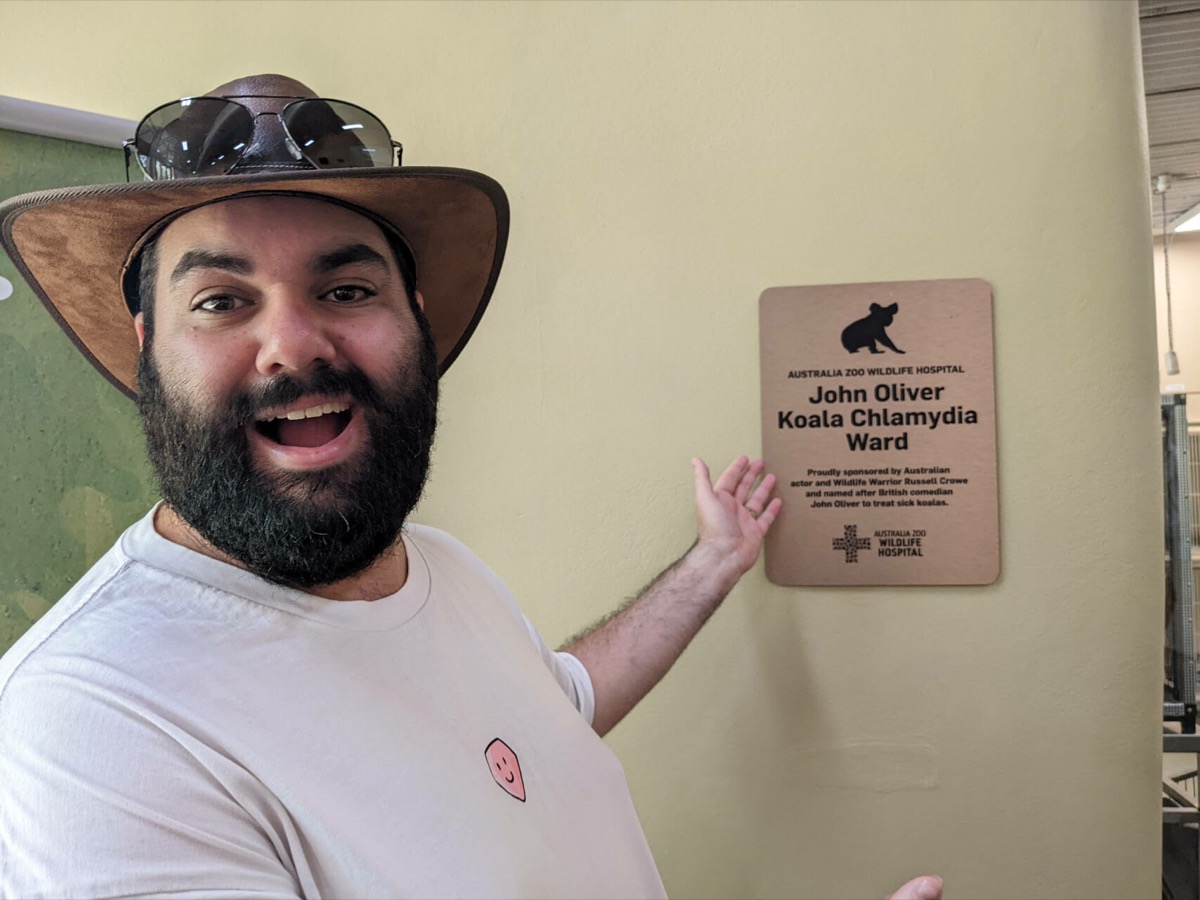 AUSTRALIA ZOO WILDLIFE HOSPITAL
John Oliver
Koala Chlamydia
Ward
Proudly sponsored by Australian
actor and Wildlife Warrior Russell Crowe
and named after British comedian
John Oliver to treat sick koalas.
AUSTRALIA ZOO
WILDLIFE
HOSPITAL